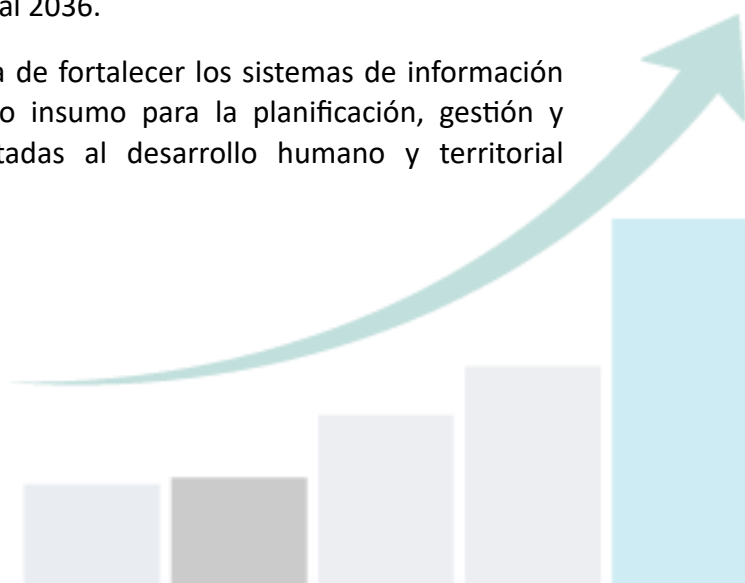 al 2036.
a de fortalecer los sistemas de información
o insumo para la planificación, gestión y
tadas al desarrollo humano y territorial